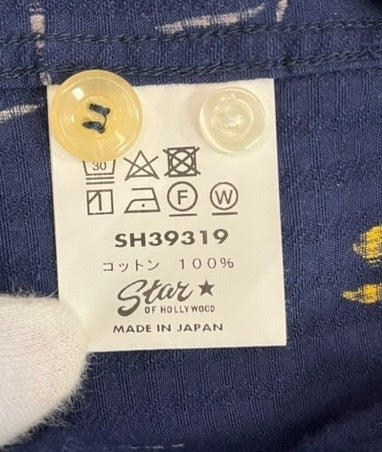 30
F W
SH39319
コットン 100%
Star
OF HOLLYWOOD
MADE IN JAPAN